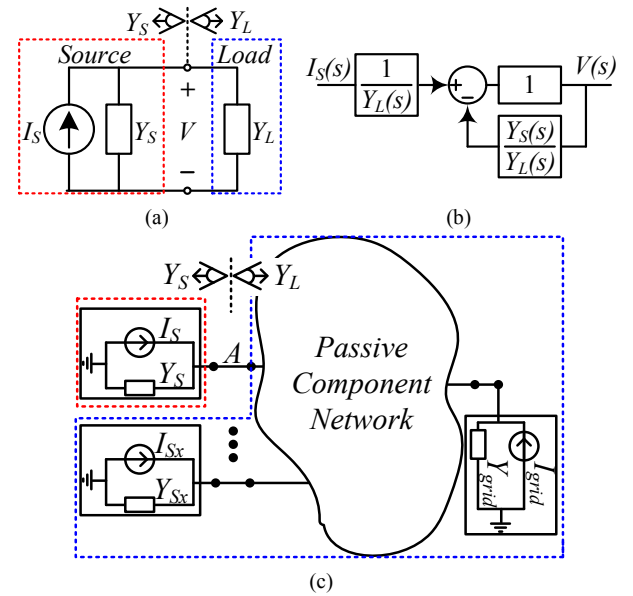 Y_S Y_L
Source Load
I_S Y_S + V − Y_L
(a)
I_S(s) 1/Y_L(s) + − 1 V(s)
Y_S(s)/Y_L(s)
(b)
Y_S Y_L
I_S
Y_S
A
Passive
Component
Network
I_Sx
Y_Sx
Y_grid I_grid
(c)